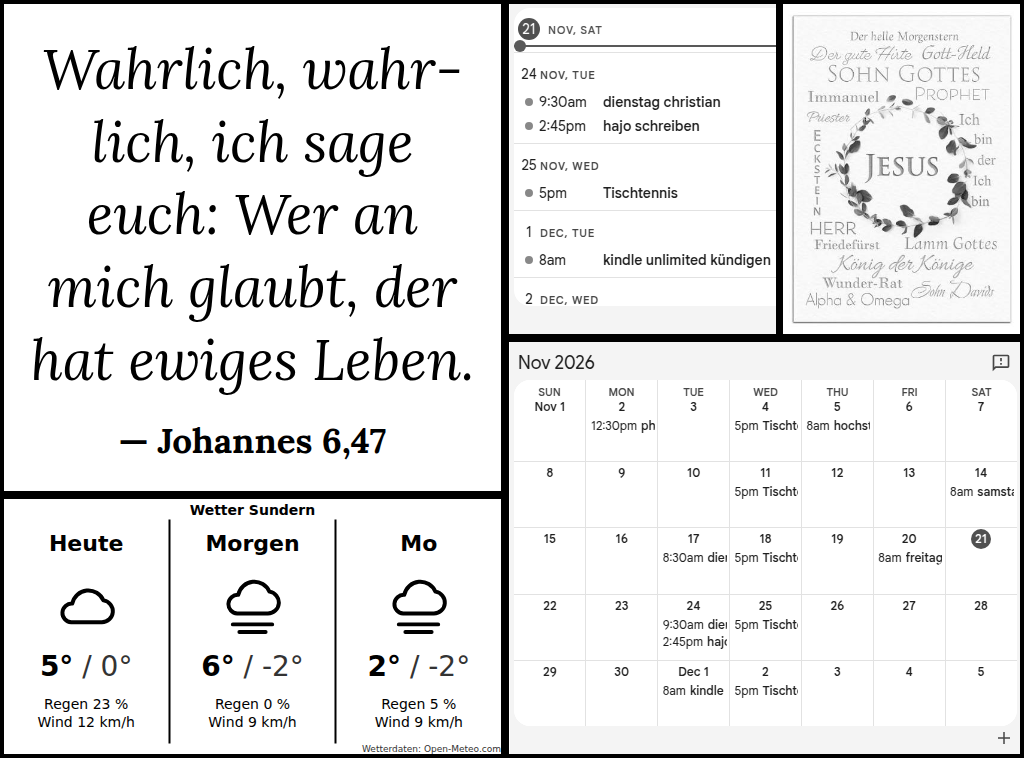 Wahrlich, wahr-
lich, ich sage
euch: Wer an
mich glaubt, der
hat ewiges Leben.
— Johannes 6,47
21 NOV, SAT
24 NOV, TUE
9:30am dienstag christian
2:45pm hajo schreiben
25 NOV, WED
5pm Tischtennis
1 DEC, TUE
8am kindle unlimited kündigen
2 DEC, WED
Der helle Morgenstern
Der gute Hirte Gott-Held
SOHN GOTTES
Immanuel PROPHET
Priester
ECKSTEIN
JESUS
Ich
bin
der
Ich
bin
HERR
Friedefürst Lamm Gottes
König der Könige
Wunder-Rat Sohn Davids
Alpha & Omega
Wetter Sundern
Heute Morgen Mo
5° / 0° 6° / -2° 2° / -2°
Regen 23 % Regen 0 % Regen 5 %
Wind 12 km/h Wind 9 km/h Wind 9 km/h
Wetterdaten: Open-Meteo.com
Nov 2026
SUN MON TUE WED THU FRI SAT
Nov 1 2 3 4 5 6 7
12:30pm ph 5pm Tischt 8am hochst
8 9 10 11 12 13 14
5pm Tischt 8am samsta
15 16 17 18 19 20 21
8:30am dier 5pm Tischt 8am freitag
22 23 24 25 26 27 28
9:30am dier 5pm Tischt
2:45pm hajo
29 30 Dec 1 2 3 4 5
8am kindle 5pm Tischt